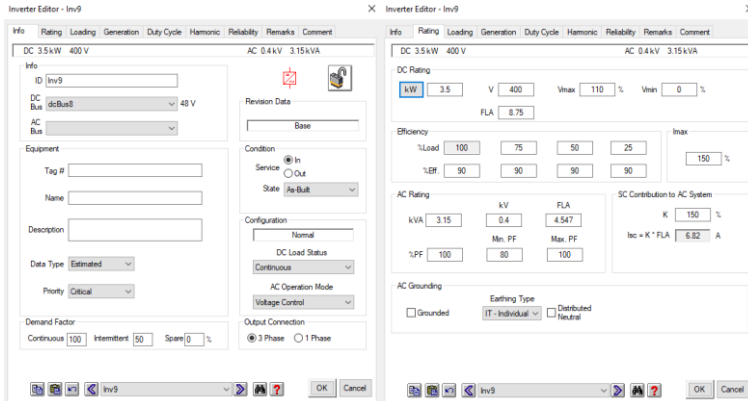 Inverter Editor - Inv9
Info Rating Loading Generation Duty Cycle Harmonic Reliability Remarks Comment
DC 3.5 kW 400 V AC 0.4 kV 3.15 kVA
Info
ID Inv9
DC Bus dcBus8 48 V
AC Bus
Revision Data
Base
Equipment
Tag #
Name
Description
Data Type Estimated
Priority Critical
Condition
Service In
Out
State As-Built
Configuration
Normal
DC Load Status
Continuous
AC Operation Mode
Voltage Control
Demand Factor
Continuous 100 Intermittent 50 Spare 0 %
Output Connection
3 Phase 1 Phase
Inv9 OK Cancel
Inverter Editor - Inv9
Info Rating Loading Generation Duty Cycle Harmonic Reliability Remarks Comment
DC 3.5 kW 400 V AC 0.4 kV 3.15 kVA
DC Rating
kW 3.5 V 400 Vmax 110 % Vmin 0 %
FLA 8.75
Efficiency
%Load 100 75 50 25
%Eff. 90 90 90 90
Imax
150 %
AC Rating
kV FLA
kVA 3.15 0.4 4.547
Min. PF Max. PF
%PF 100 80 100
SC Contribution to AC System
K 150 %
Isc = K * FLA 6.82 A
AC Grounding
Earthing Type
Grounded IT - Individual Distributed Neutral
Inv9 OK Cancel